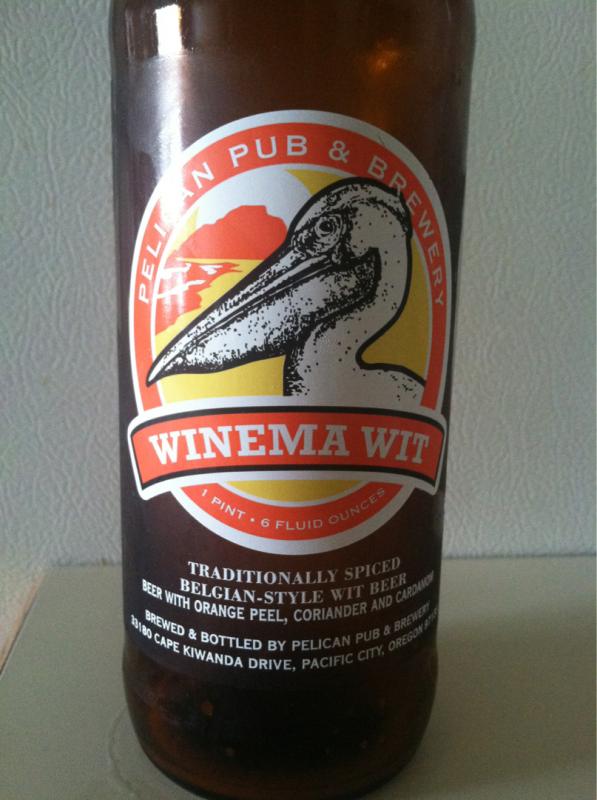 PELICAN PUB & BREWERY
WINEMA WIT
1 PINT • 6 FLUID OUNCES
TRADITIONALLY SPICED
BELGIAN-STYLE WIT BEER
BEER WITH ORANGE PEEL, CORIANDER AND CARDAMOM
BREWED & BOTTLED BY PELICAN PUB & BREWERY
33180 CAPE KIWANDA DRIVE, PACIFIC CITY, OREGON